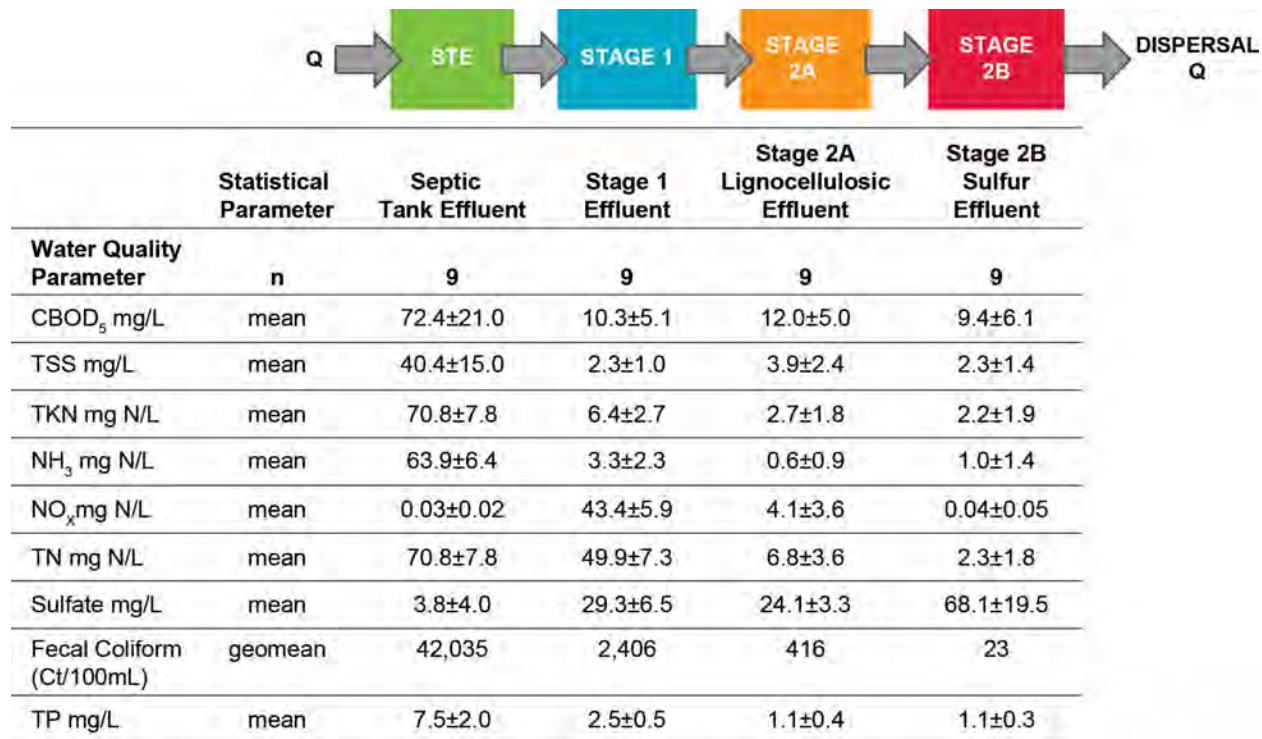 Q STE STAGE 1 STAGE 2A STAGE 2B DISPERSAL Q
Statistical Parameter Septic Tank Effluent Stage 1 Effluent Stage 2A Lignocellulosic Effluent Stage 2B Sulfur Effluent
Water Quality Parameter n 9 9 9 9
CBOD₅ mg/L mean 72.4±21.0 10.3±5.1 12.0±5.0 9.4±6.1
TSS mg/L mean 40.4±15.0 2.3±1.0 3.9±2.4 2.3±1.4
TKN mg N/L mean 70.8±7.8 6.4±2.7 2.7±1.8 2.2±1.9
NH₃ mg N/L mean 63.9±6.4 3.3±2.3 0.6±0.9 1.0±1.4
NOₓmg N/L mean 0.03±0.02 43.4±5.9 4.1±3.6 0.04±0.05
TN mg N/L mean 70.8±7.8 49.9±7.3 6.8±3.6 2.3±1.8
Sulfate mg/L mean 3.8±4.0 29.3±6.5 24.1±3.3 68.1±19.5
Fecal Coliform (Ct/100mL) geomean 42,035 2,406 416 23
TP mg/L mean 7.5±2.0 2.5±0.5 1.1±0.4 1.1±0.3